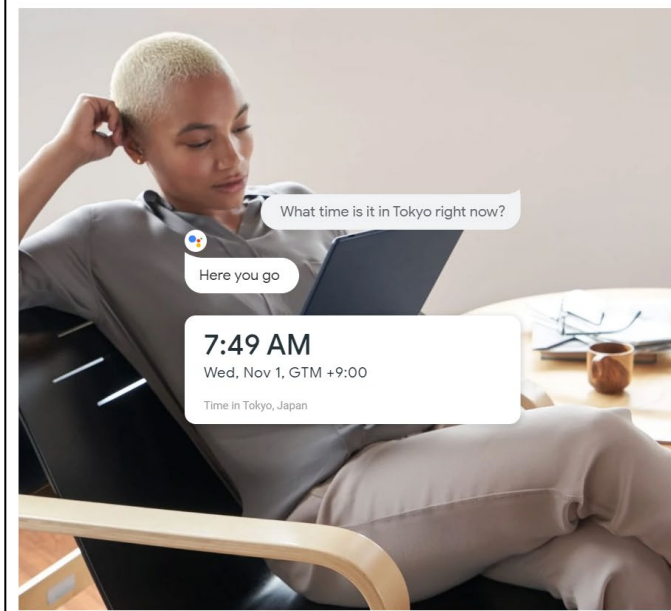 What time is it in Tokyo right now?
Here you go
7:49 AM
Wed, Nov 1, GTM +9:00
Time in Tokyo, Japan